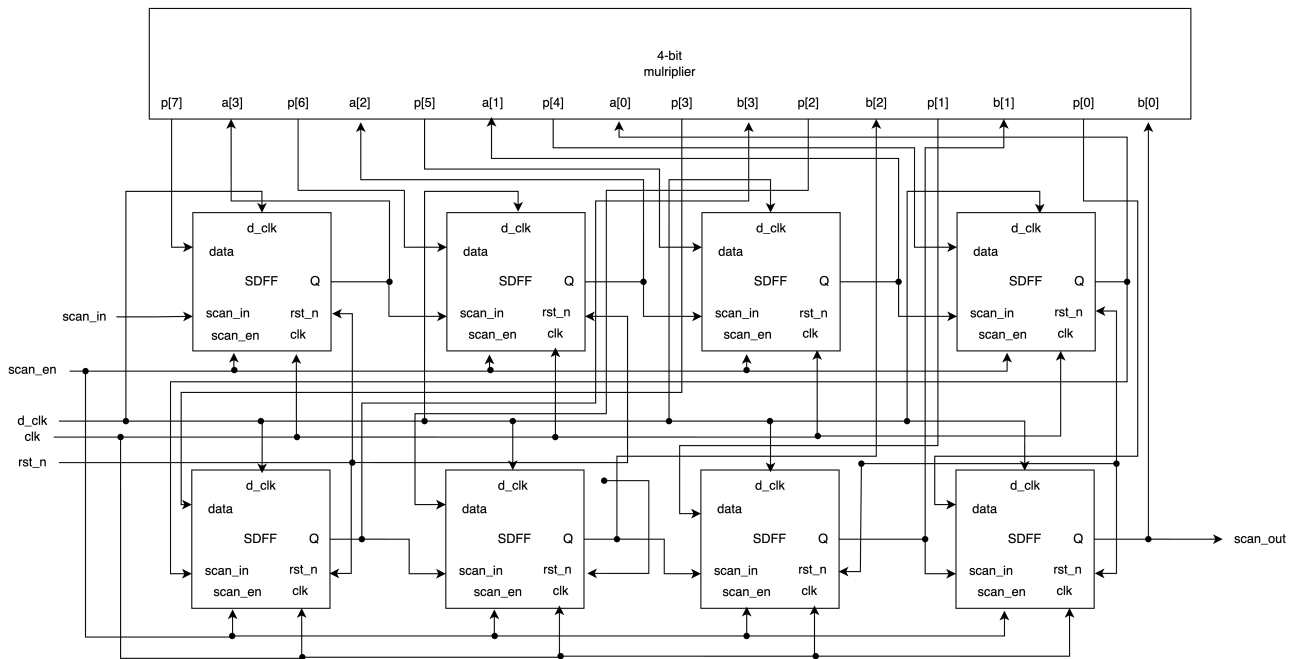 4-bit
mulriplier
p[7] a[3] p[6] a[2] p[5] a[1] p[4] a[0] p[3] b[3] p[2] b[2] p[1] b[1] p[0] b[0]
d_clk d_clk d_clk d_clk
data data data data
SDFF Q SDFF Q SDFF Q SDFF Q
scan_in scan_in rst_n scan_in rst_n scan_in rst_n scan_in rst_n
scan_en clk scan_en clk scan_en clk scan_en clk
scan_en
d_clk
clk
rst_n
d_clk d_clk d_clk d_clk
data data data data
SDFF Q SDFF Q SDFF Q SDFF Q scan_out
scan_in rst_n scan_in rst_n scan_in rst_n scan_in rst_n
scan_en clk scan_en clk scan_en clk scan_en clk